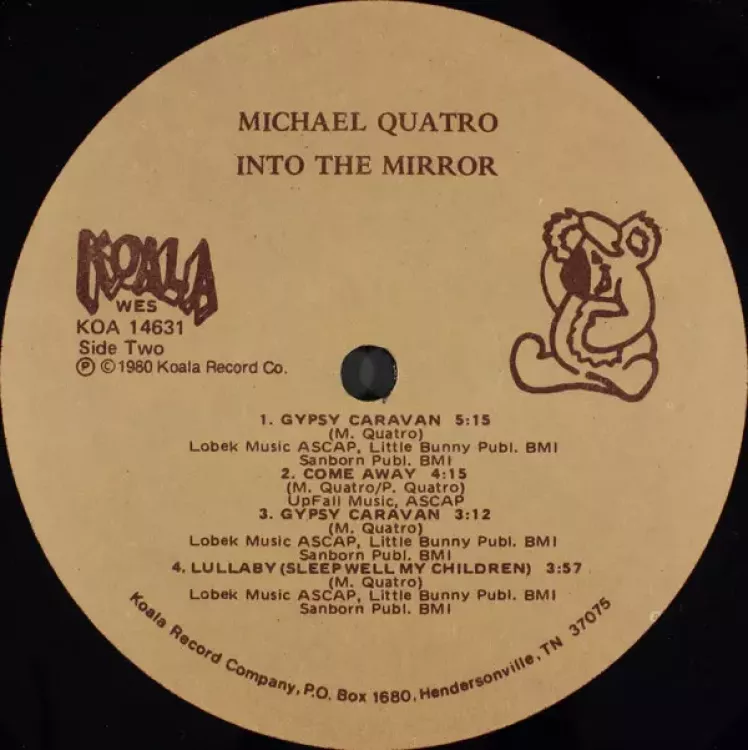 MICHAEL QUATRO
INTO THE MIRROR
KOALA
WES
KOA 14631
Side Two
Ⓟ ©1980 Koala Record Co.
1. GYPSY CARAVAN 5:15
(M. Quatro)
Lobek Music ASCAP, Little Bunny Publ. BMI
Sanborn Publ. BMI
2. COME AWAY 4:15
(M. Quatro/P. Quatro)
UpFall Music, ASCAP
3. GYPSY CARAVAN 3:12
(M. Quatro)
Lobek Music ASCAP, Little Bunny Publ. BMI
Sanborn Publ. BMI
4. LULLABY (SLEEP WELL MY CHILDREN) 3:57
(M. Quatro)
Lobek Music ASCAP, Little Bunny Publ. BMI
Sanborn Publ. BMI
Koala Record Company, P.O. Box 1680, Hendersonville, TN 37075